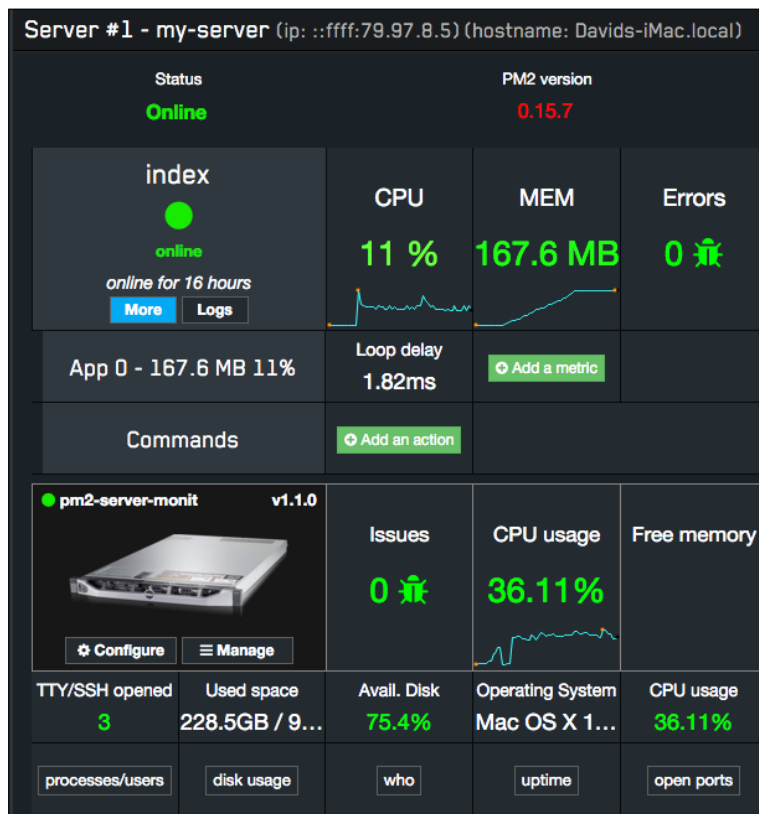 Server #1 - my-server (ip: ::ffff:79.97.8.5) (hostname: Davids-iMac.local)
Status
PM2 version
Online
0.15.7
index
CPU
MEM
Errors
online
11 %
167.6 MB
0
online for 16 hours
More
Logs
App 0 - 167.6 MB 11%
Loop delay
1.82ms
Add a metric
Commands
Add an action
pm2-server-monit
v1.1.0
Issues
CPU usage
Free memory
0
36.11%
Configure
Manage
TTY/SSH opened
Used space
Avail. Disk
Operating System
CPU usage
3
228.5GB / 9...
75.4%
Mac OS X 1...
36.11%
processes/users
disk usage
who
uptime
open ports